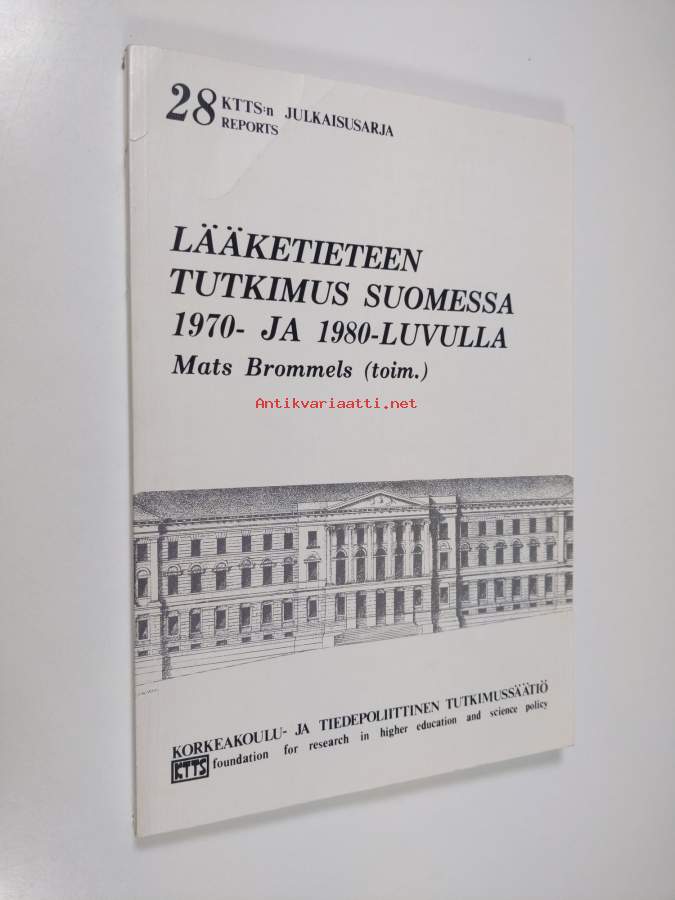 28 KTTS:n JULKAISUSARJA
REPORTS
LÄÄKETIETEEN
TUTKIMUS SUOMESSA
1970- JA 1980-LUVULLA
Mats Brommels (toim.)
Antikvariaatti.net
KORKEAKOULU- JA TIEDEPOLIITTINEN TUTKIMUSSÄÄTIÖ
KTTS foundation for research in higher education and science policy